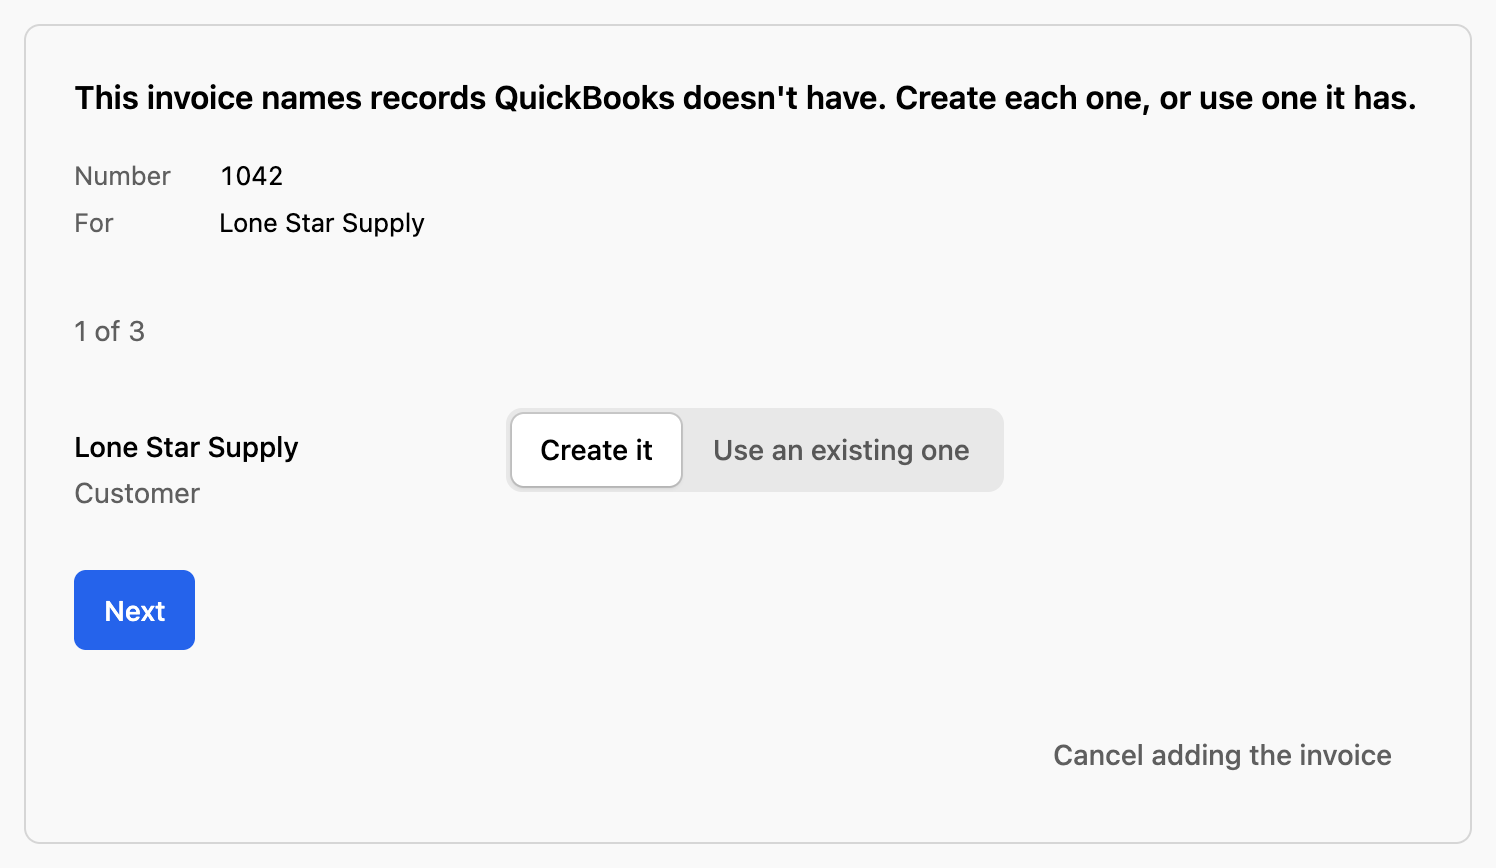 This invoice names records QuickBooks doesn't have. Create each one, or use one it has.
Number 1042
For Lone Star Supply
1 of 3
Lone Star Supply
Create it Use an existing one
Customer
Next
Cancel adding the invoice